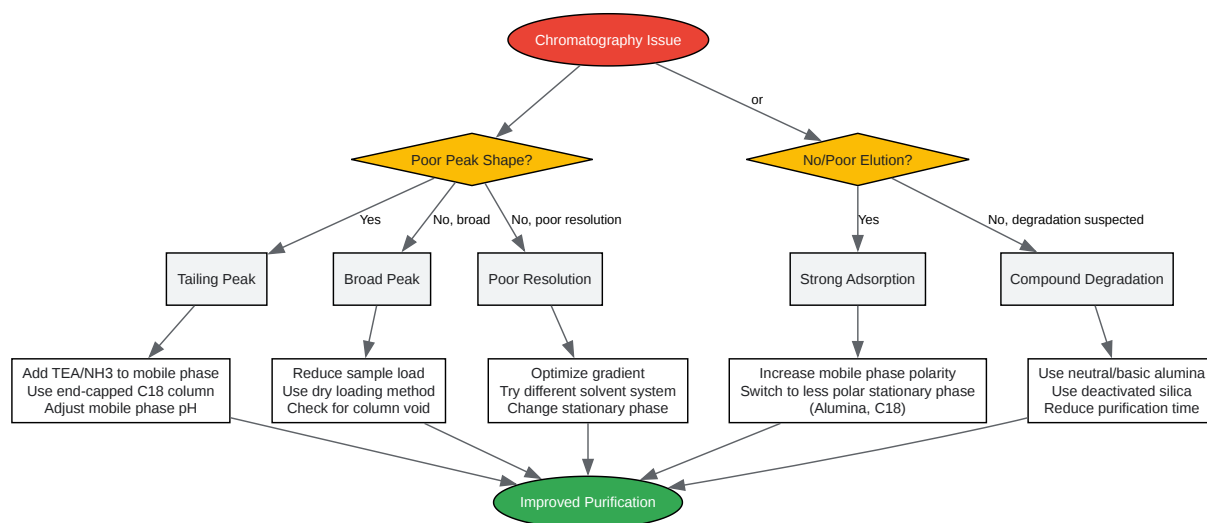 Chromatography Issue
or
Poor Peak Shape?
No/Poor Elution?
Yes
No, broad
No, poor resolution
Yes
No, degradation suspected
Tailing Peak
Broad Peak
Poor Resolution
Strong Adsorption
Compound Degradation
Add TEA/NH3 to mobile phase
Use end-capped C18 column
Adjust mobile phase pH
Reduce sample load
Use dry loading method
Check for column void
Optimize gradient
Try different solvent system
Change stationary phase
Increase mobile phase polarity
Switch to less polar stationary phase
(Alumina, C18)
Use neutral/basic alumina
Use deactivated silica
Reduce purification time
Improved Purification